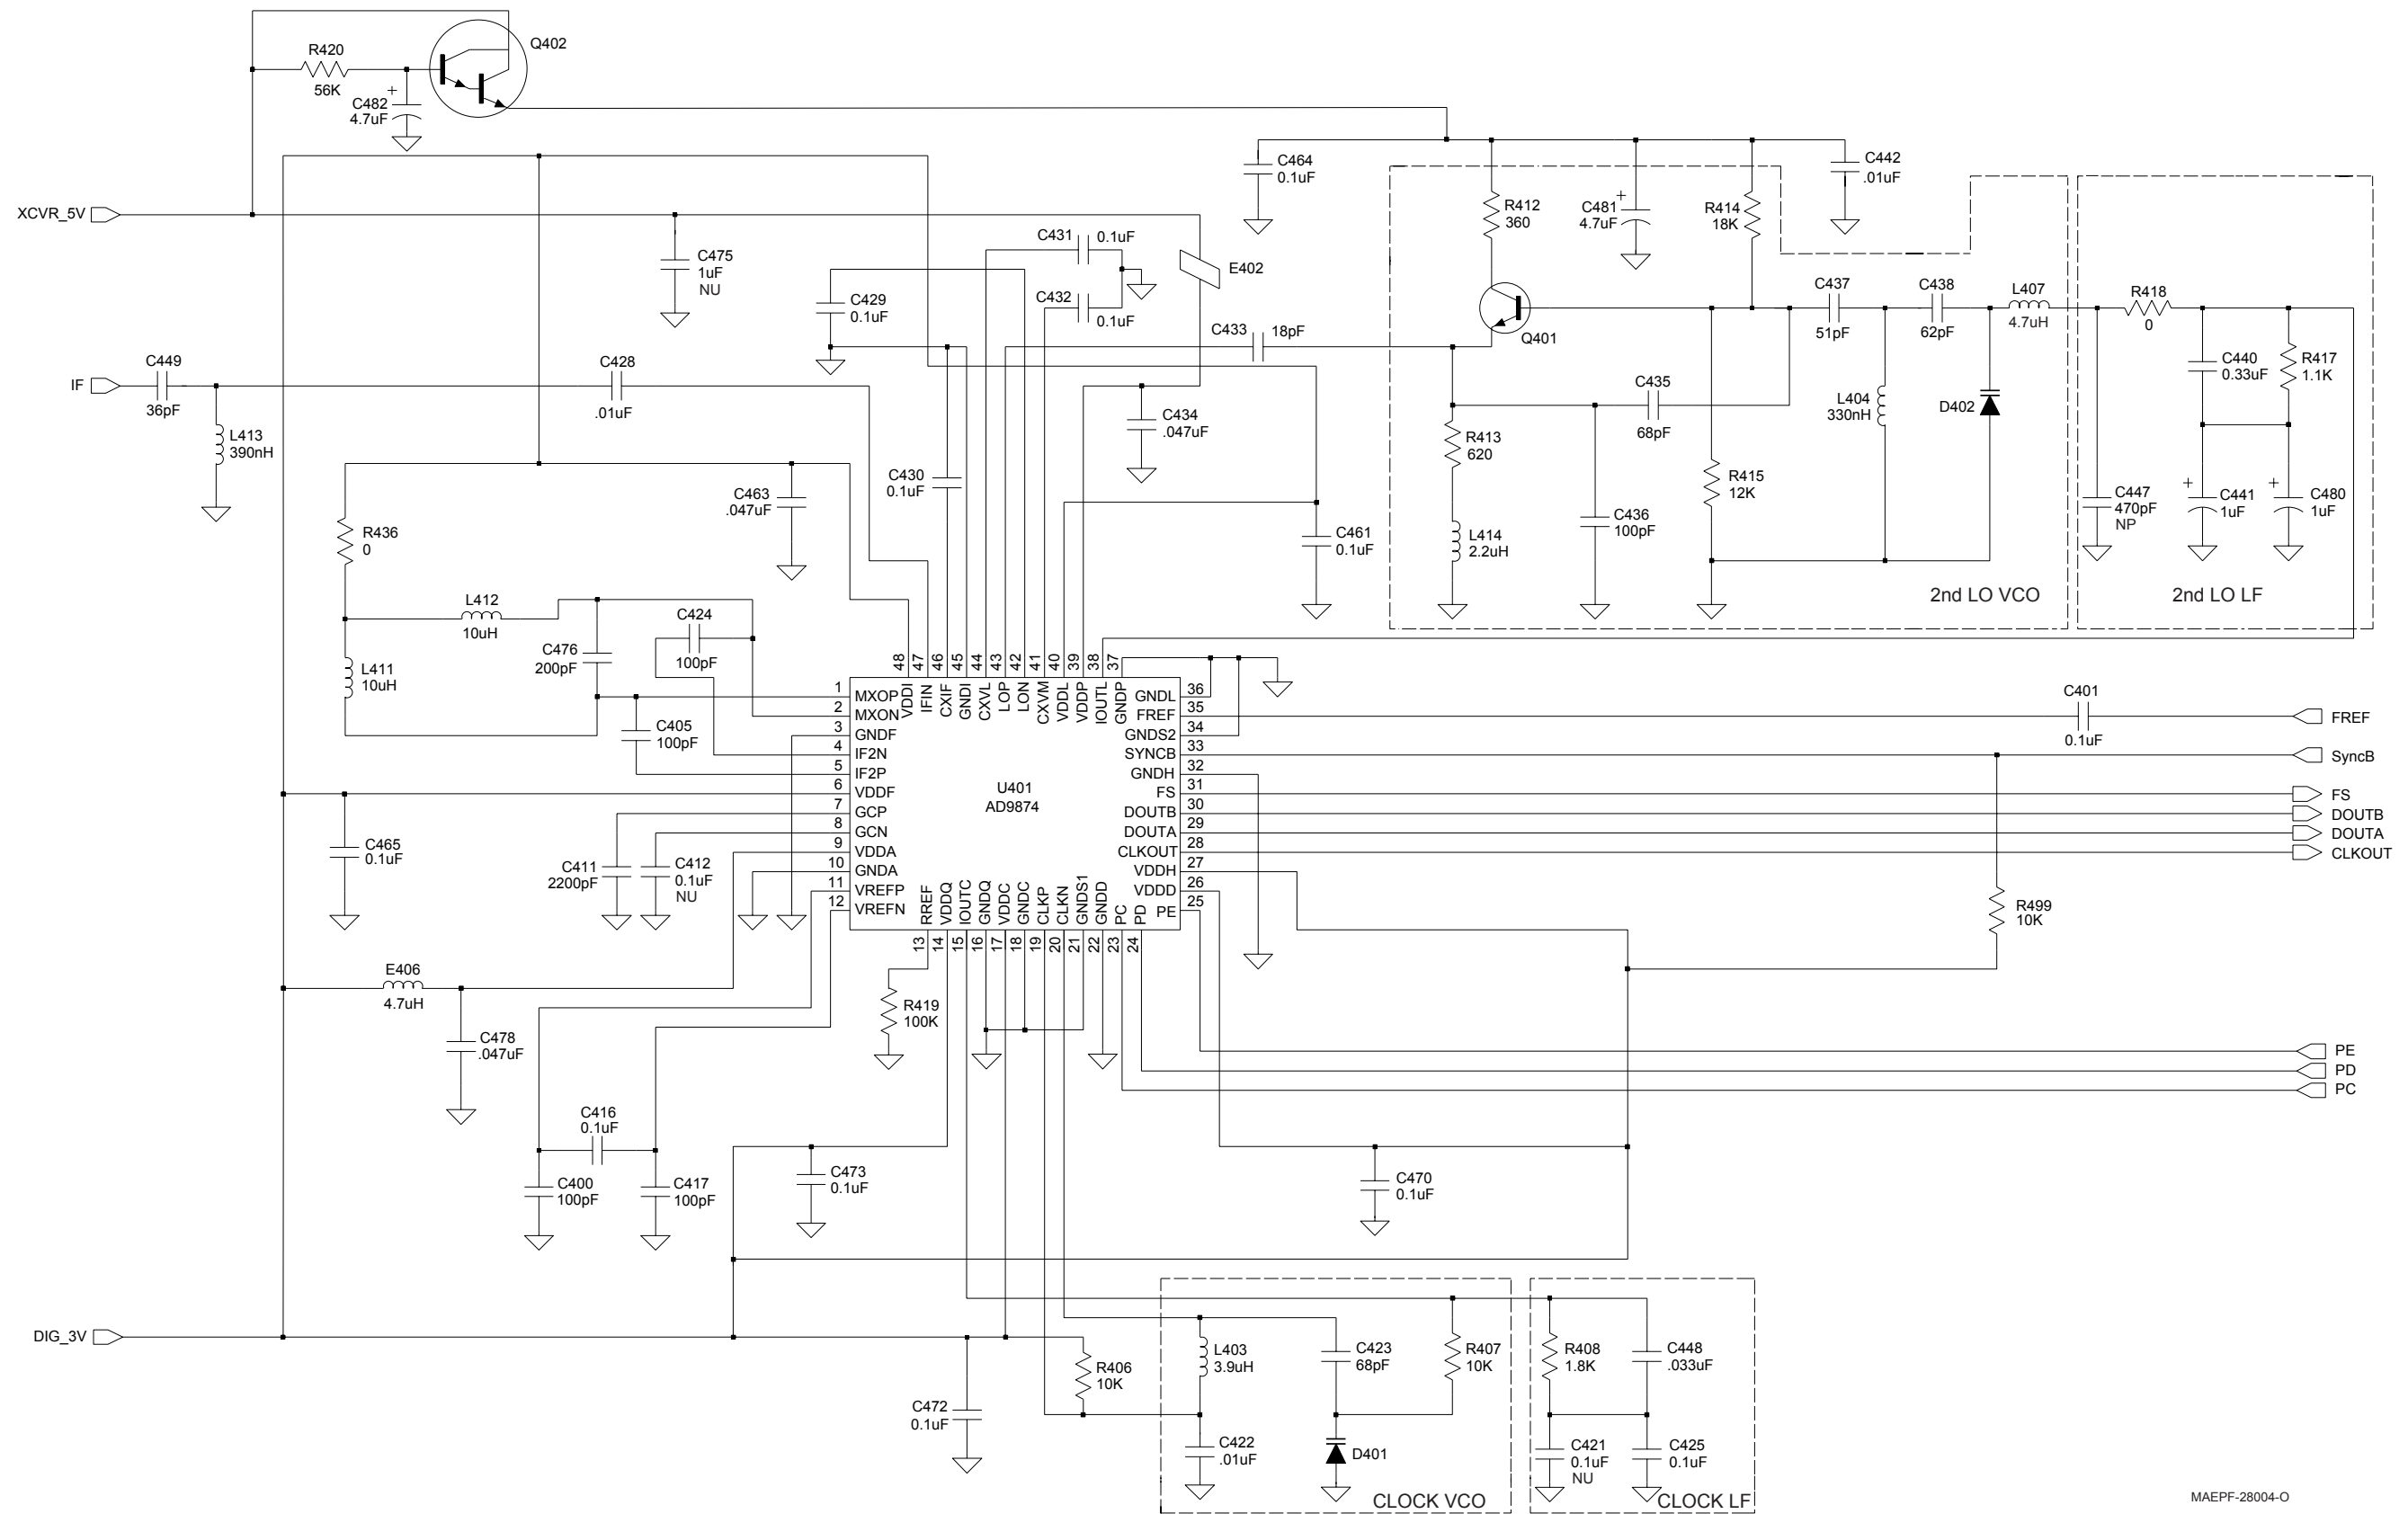 R420
56K
C482
4.7uF
Q402
XCVR_5V
C475
1uF
NU
C431
0.1uF
C432
0.1uF
E402
C429
0.1uF
C433
18pF
C464
0.1uF
R412
360
C481
4.7uF
R414
18K
C442
.01uF
Q401
C437
51pF
C438
62pF
L407
4.7uH
R418
0
C440
0.33uF
R417
1.1K
IF
C449
36pF
L413
390nH
C428
.01uF
C434
.047uF
C430
0.1uF
C463
.047uF
C461
0.1uF
R413
620
L414
2.2uH
C435
68pF
C436
100pF
R415
12K
L404
330nH
D402
C447
470pF
NP
C441
1uF
C480
1uF
2nd LO VCO
2nd LO LF
R436
0
L412
10uH
L411
10uH
C476
200pF
C424
100pF
C405
100pF
48 47 46 45 44 43 42 41 40 39 38 37
VDDI IFIN CXIF GNDI CXVL LOP LON CXVM VDDL VDDP IOUTL GNDP
1 MXOP
2 MXON
3 GNDF
4 IF2N
5 IF2P
6 VDDF
7 GCP
8 GCN
9 VDDA
10 GNDA
11 VREFP
12 VREFN
U401
AD9874
GNDL 36
FREF 35
GNDS2 34
SYNCB 33
GNDH 32
FS 31
DOUTB 30
DOUTA 29
CLKOUT 28
VDDH 27
VDDD 26
PE 25
RREF VDDQ IOUTC GNDQ VDDC GNDC CLKP CLKN GNDS1 GNDD PC PD
13 14 15 16 17 18 19 20 21 22 23 24
C401
0.1uF
FREF
SyncB
FS
DOUTB
DOUTA
CLKOUT
R499
10K
C465
0.1uF
C411
2200pF
C412
0.1uF
NU
E406
4.7uH
C478
.047uF
R419
100K
PE
PD
PC
C416
0.1uF
C400
100pF
C417
100pF
C473
0.1uF
C470
0.1uF
DIG_3V
C472
0.1uF
R406
10K
L403
3.9uH
C423
68pF
R407
10K
C422
.01uF
D401
CLOCK VCO
R408
1.8K
C448
.033uF
C421
0.1uF
NU
C425
0.1uF
CLOCK LF
MAEPF-28004-O